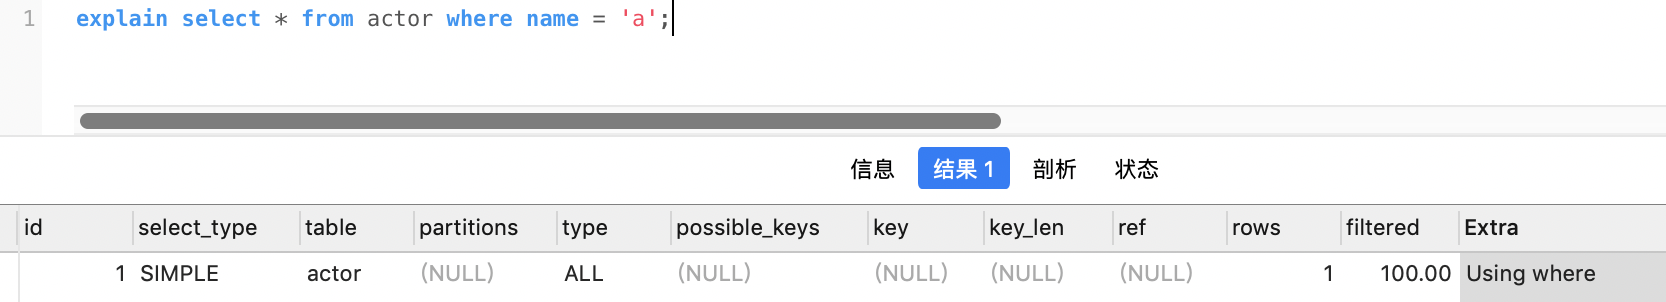 1 explain select * from actor where name = 'a';
信息 结果 1 剖析 状态
id select_type table partitions type possible_keys key key_len ref rows filtered Extra
1 SIMPLE actor (NULL) ALL (NULL) (NULL) (NULL) (NULL) 1 100.00 Using where